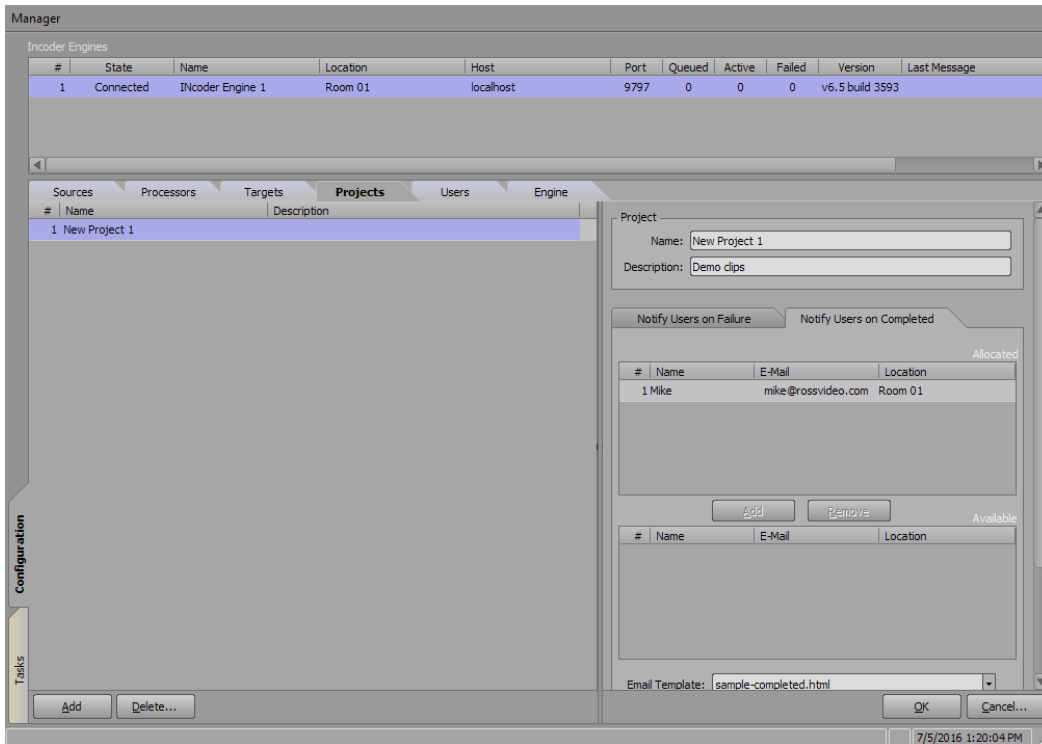 Manager
Incoder Engines
# State Name Location Host Port Queued Active Failed Version Last Message
1 Connected INcoder Engine 1 Room 01 localhost 9797 0 0 0 v6.5 build 3593
Sources Processors Targets Projects Users Engine
# Name Description
1 New Project 1
Project
Name: New Project 1
Description: Demo clips
Notify Users on Failure Notify Users on Completed
Allocated
# Name E-Mail Location
1 Mike mike@rossvideo.com Room 01
Add Remove
Available
# Name E-Mail Location
Configuration
Tasks
Email Template: sample-completed.html
Add Delete... OK Cancel...
7/5/2016 1:20:04 PM